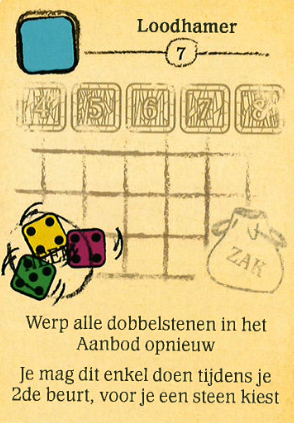 Loodhamer
7
4 5 6 7 8
ZAK
Werp alle dobbelstenen in het
Aanbod opnieuw
Je mag dit enkel doen tijdens je
2de beurt, voor je een steen kiest